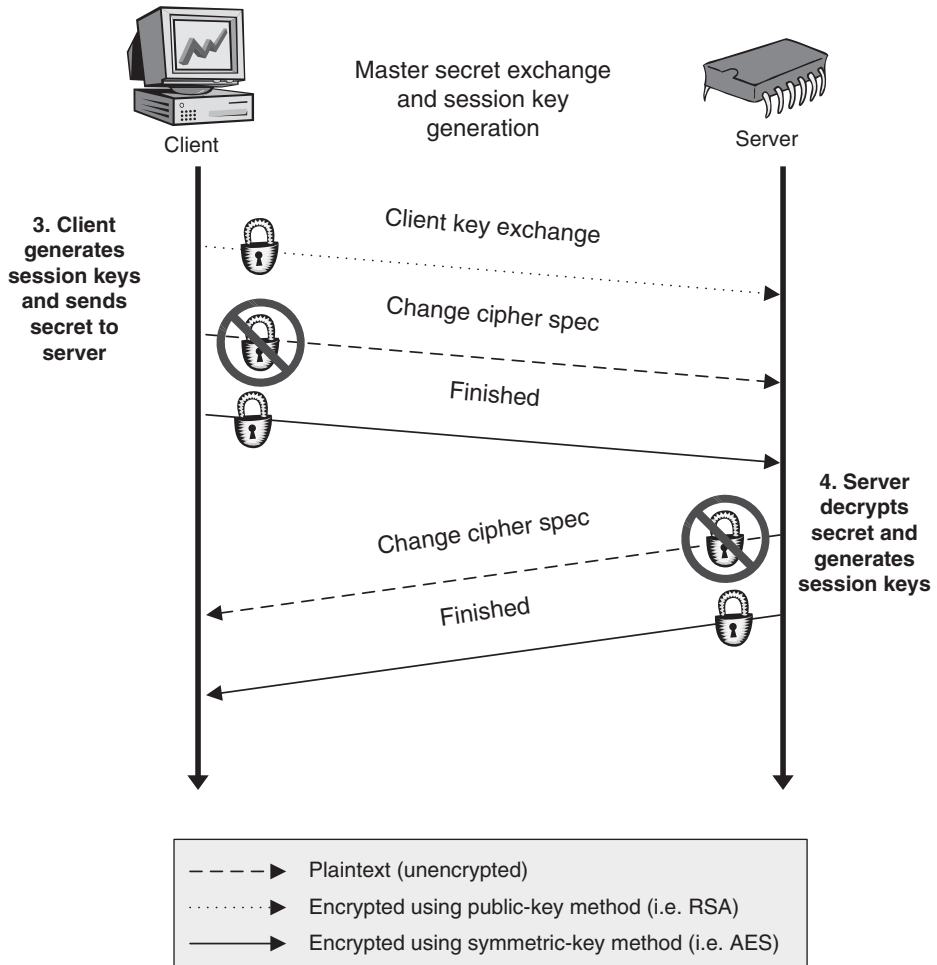 Master secret exchange
and session key
generation
Client
Server
3. Client
generates
session keys
and sends
secret to
server
Client key exchange
Change cipher spec
Finished
4. Server
decrypts
secret and
generates
session keys
Change cipher spec
Finished
Plaintext (unencrypted)
Encrypted using public-key method (i.e. RSA)
Encrypted using symmetric-key method (i.e. AES)